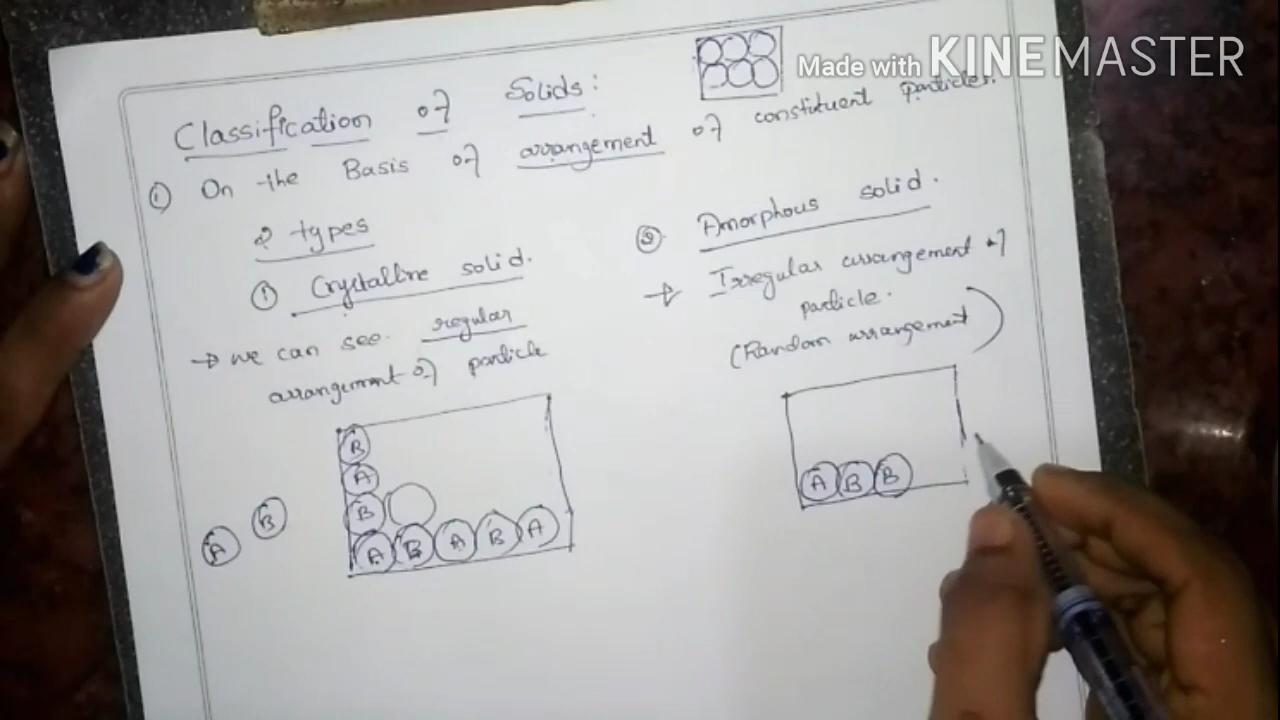 Made with KINEMASTER
Classification of Solids:
① On the Basis of arrangement of constituent particles.
2 types
① Crystalline solid.
→ we can see regular
arrangement of particle
② Amorphous solid.
→ Irregular arrangement of
particle.
(Random arrangement)
B
A
B
A B A B A
A B
A B B